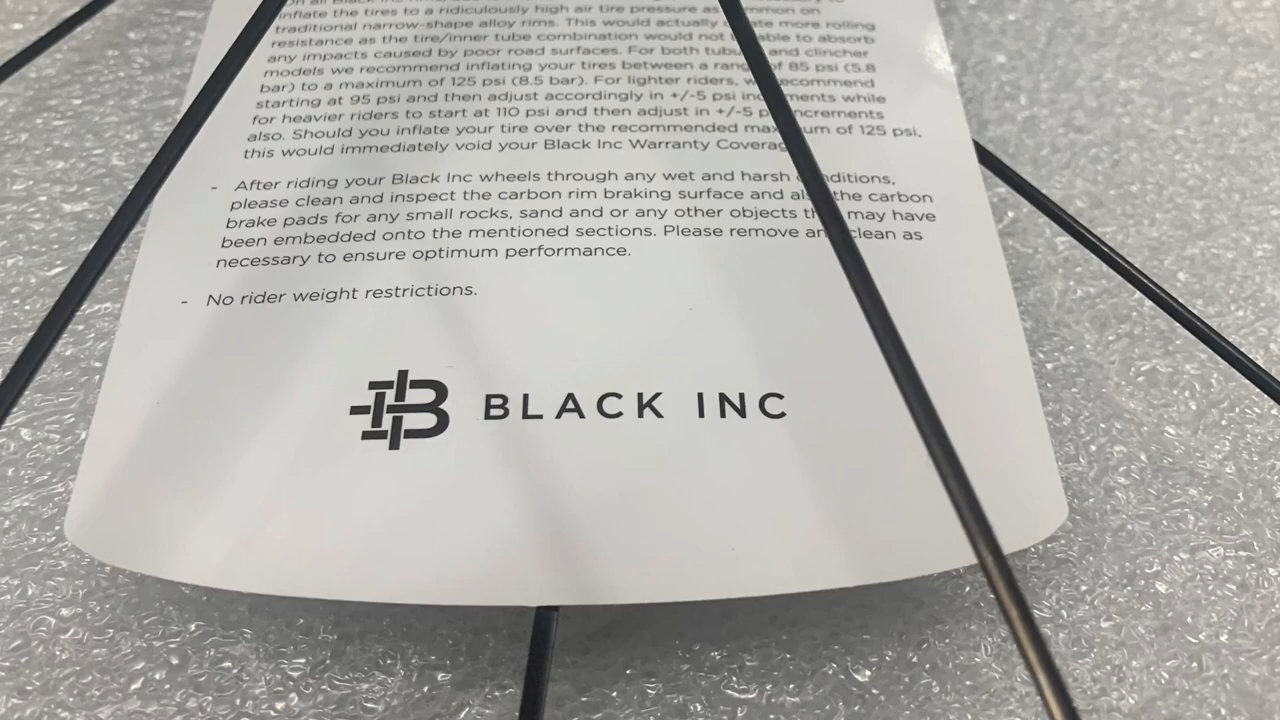 inflate the tires to a ridiculously high air tire pressure as common on
traditional narrow-shape alloy rims. This would actually more rolling
resistance as the tire/inner tube combination would not able to absorb
any impacts caused by poor road surfaces. For both and clincher
models we recommend inflating your tires between a range of 85 psi (5.8
bar) to a maximum of 125 psi (8.5 bar). For lighter riders, recommend
starting at 95 psi and then adjust accordingly in +/-5 psi increments while
for heavier riders to start at 110 psi and then adjust in +/-5 increments
also. Should you inflate your tire over the recommended maximum of 125 psi,
this would immediately void your Black Inc Warranty Coverage
- After riding your Black Inc wheels through any wet and harsh conditions,
please clean and inspect the carbon rim braking surface and also the carbon
brake pads for any small rocks, sand and or any other objects that may have
been embedded onto the mentioned sections. Please remove and clean as
necessary to ensure optimum performance.
- No rider weight restrictions.
BLACK INC